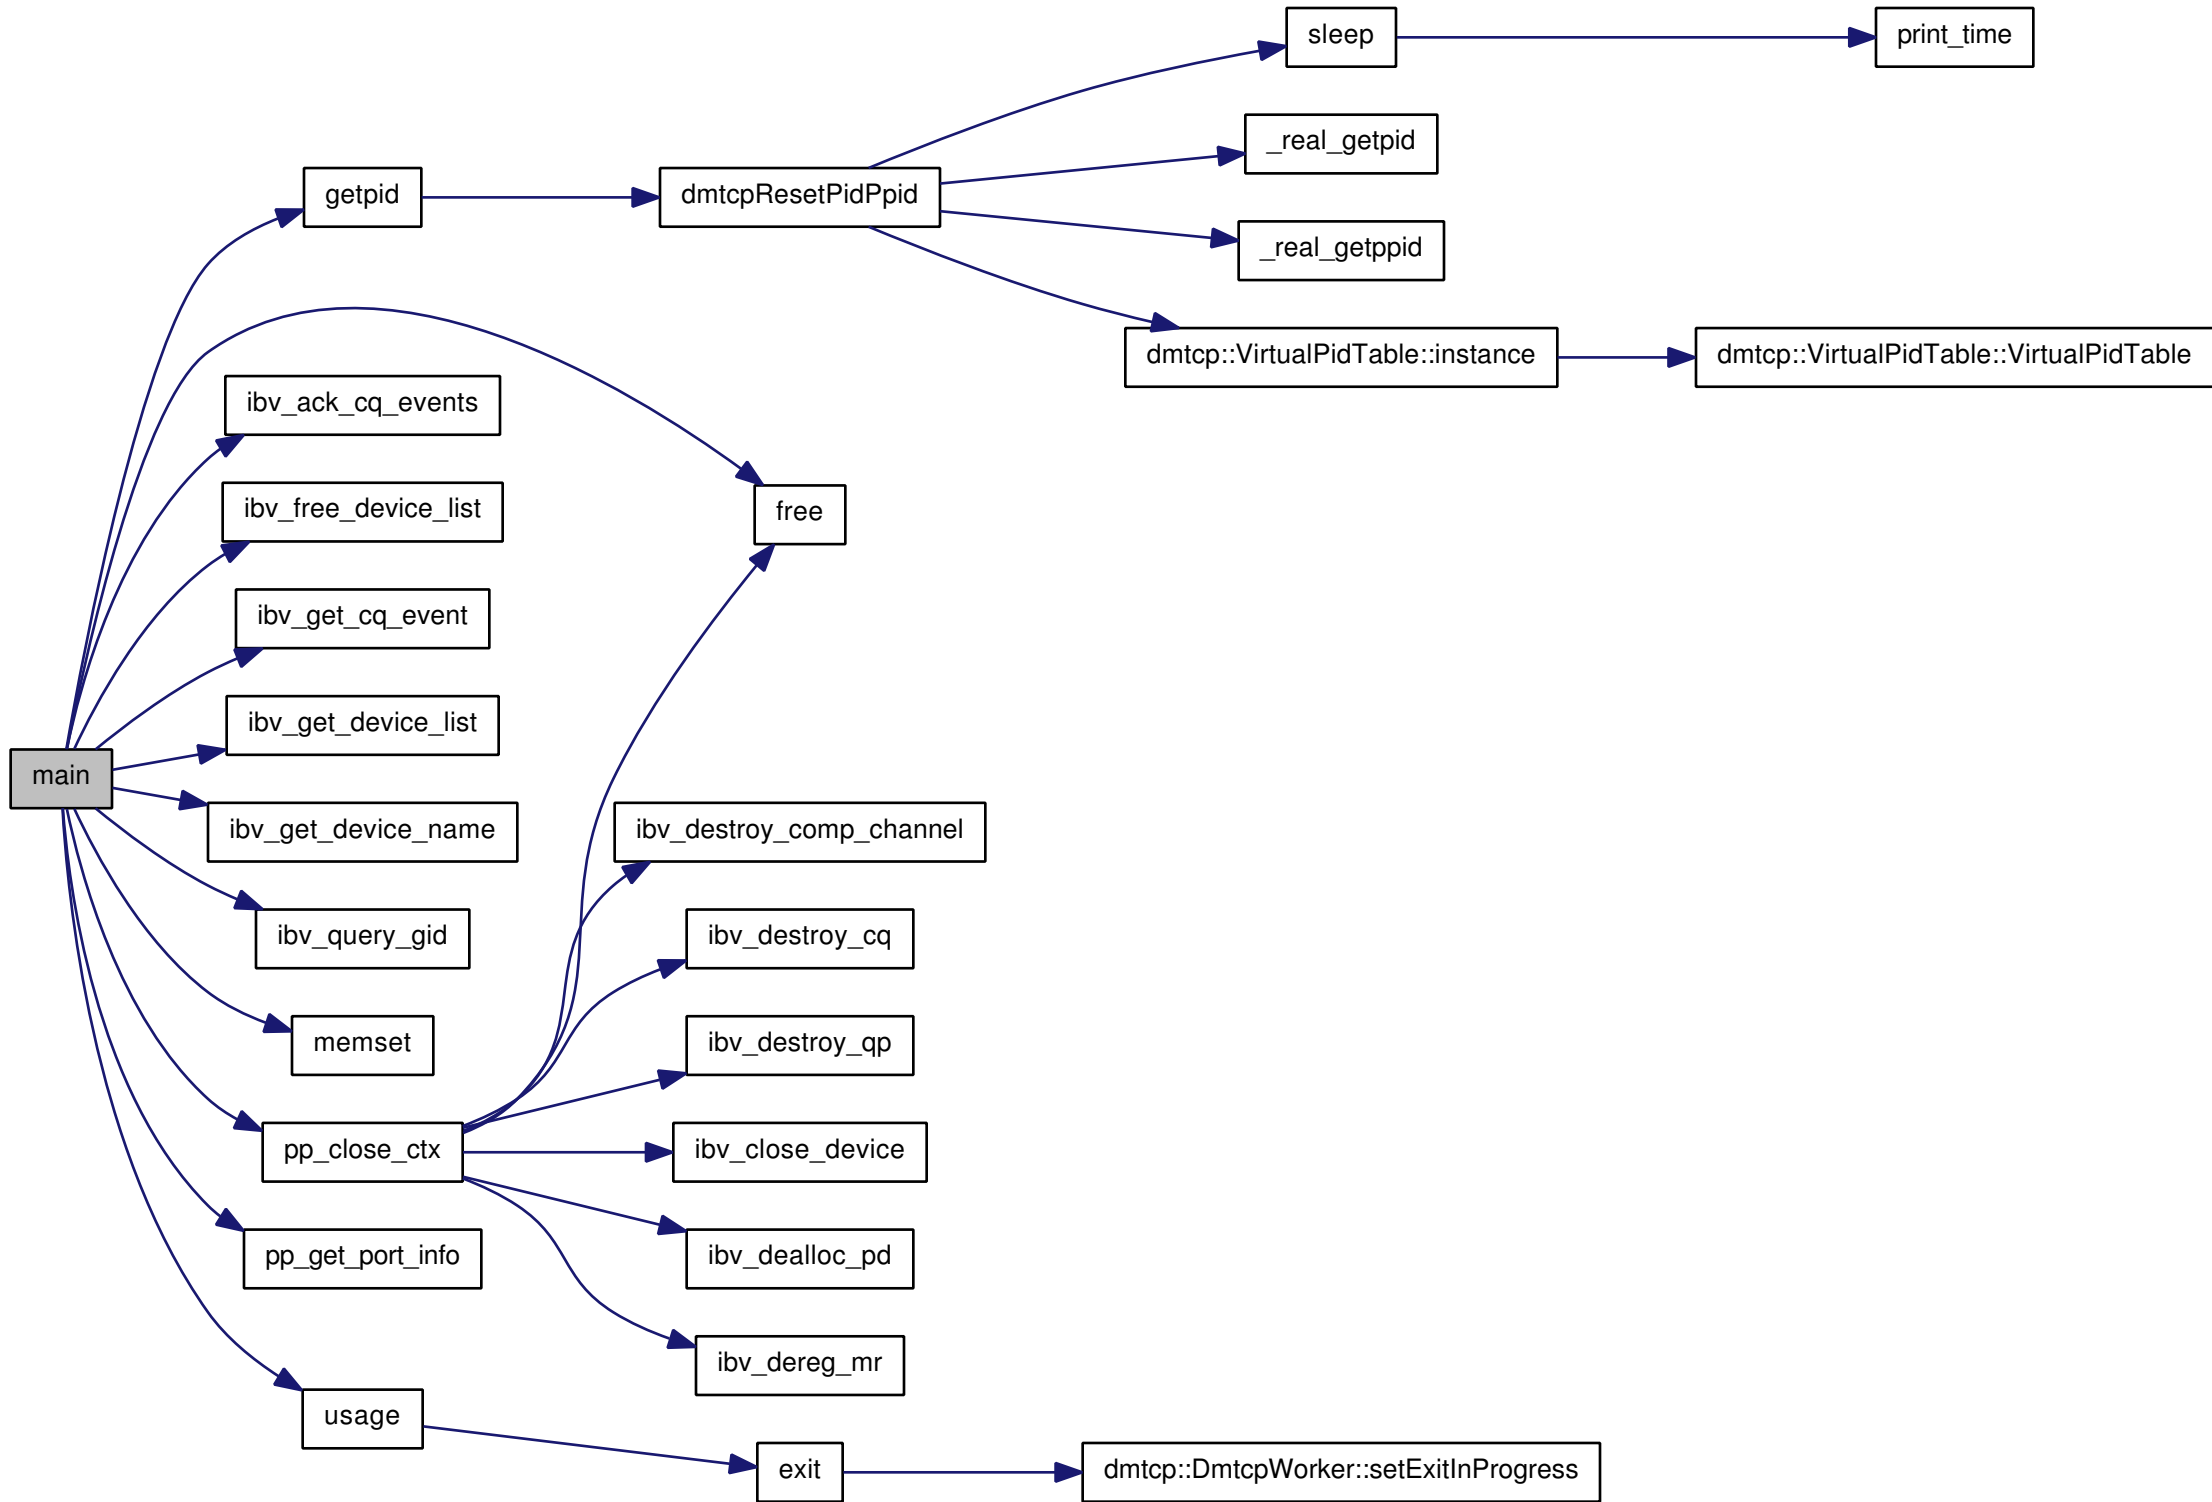 sleep
print_time
_real_getpid
getpid
dmtcpResetPidPpid
_real_getppid
dmtcp::VirtualPidTable::instance
dmtcp::VirtualPidTable::VirtualPidTable
ibv_ack_cq_events
ibv_free_device_list
free
ibv_get_cq_event
ibv_get_device_list
main
ibv_get_device_name
ibv_destroy_comp_channel
ibv_query_gid
ibv_destroy_cq
memset
ibv_destroy_qp
pp_close_ctx
ibv_close_device
pp_get_port_info
ibv_dealloc_pd
ibv_dereg_mr
usage
exit
dmtcp::DmtcpWorker::setExitInProgress